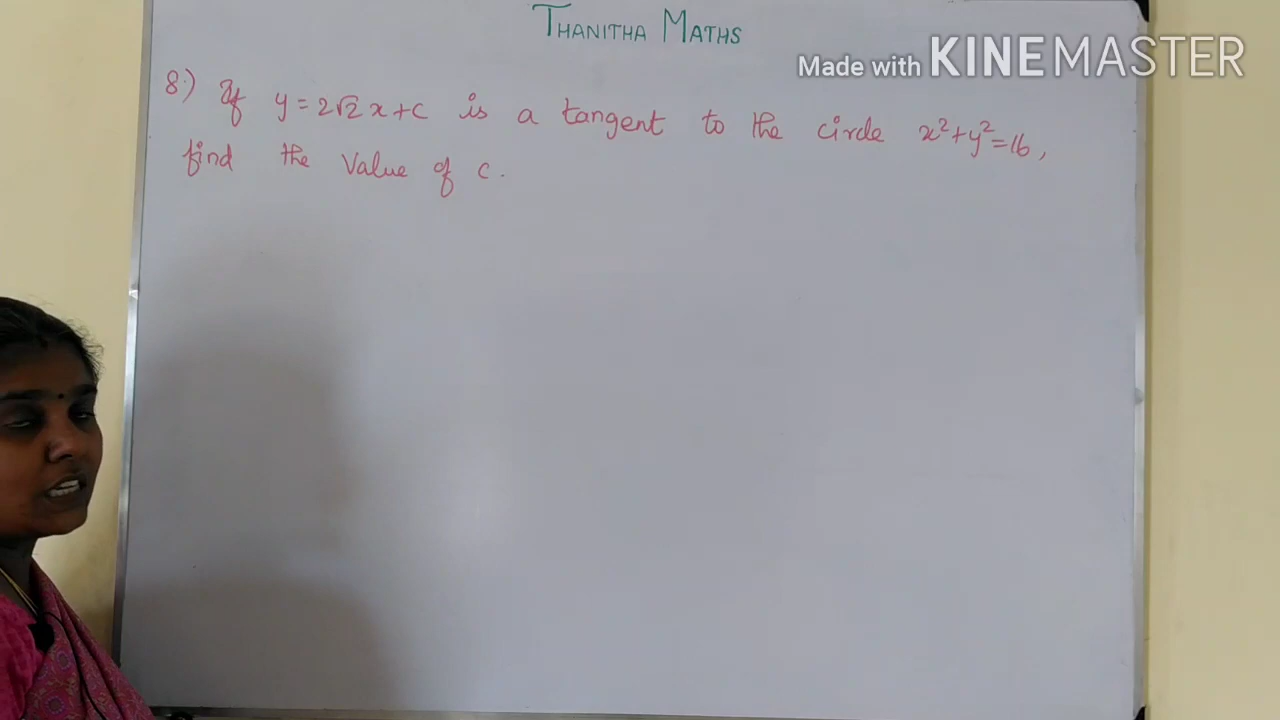 THANITHA MATHS
Made with KINEMASTER
8.) If y = 2√2 x + c is a tangent to the circle x² + y² = 16,
find the value of c.